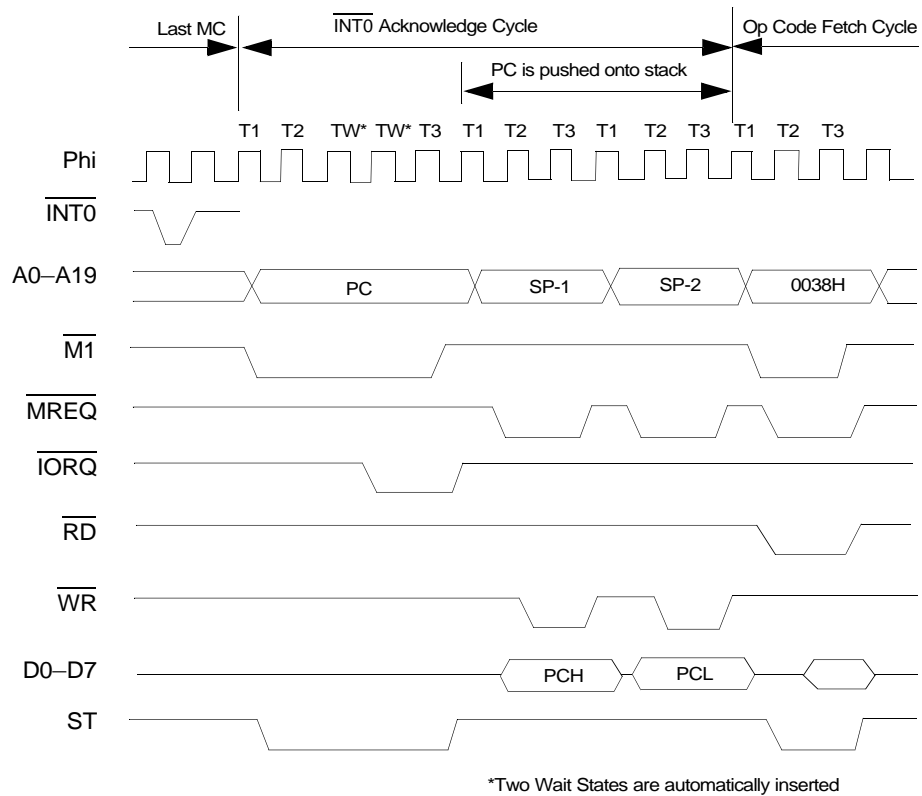 Last MC INT0 Acknowledge Cycle Op Code Fetch Cycle
PC is pushed onto stack
T1 T2 TW* TW* T3 T1 T2 T3 T1 T2 T3 T1 T2 T3
Phi
INT0
A0–A19 PC SP-1 SP-2 0038H
M1
MREQ
IORQ
RD
WR
D0–D7 PCH PCL
ST
*Two Wait States are automatically inserted